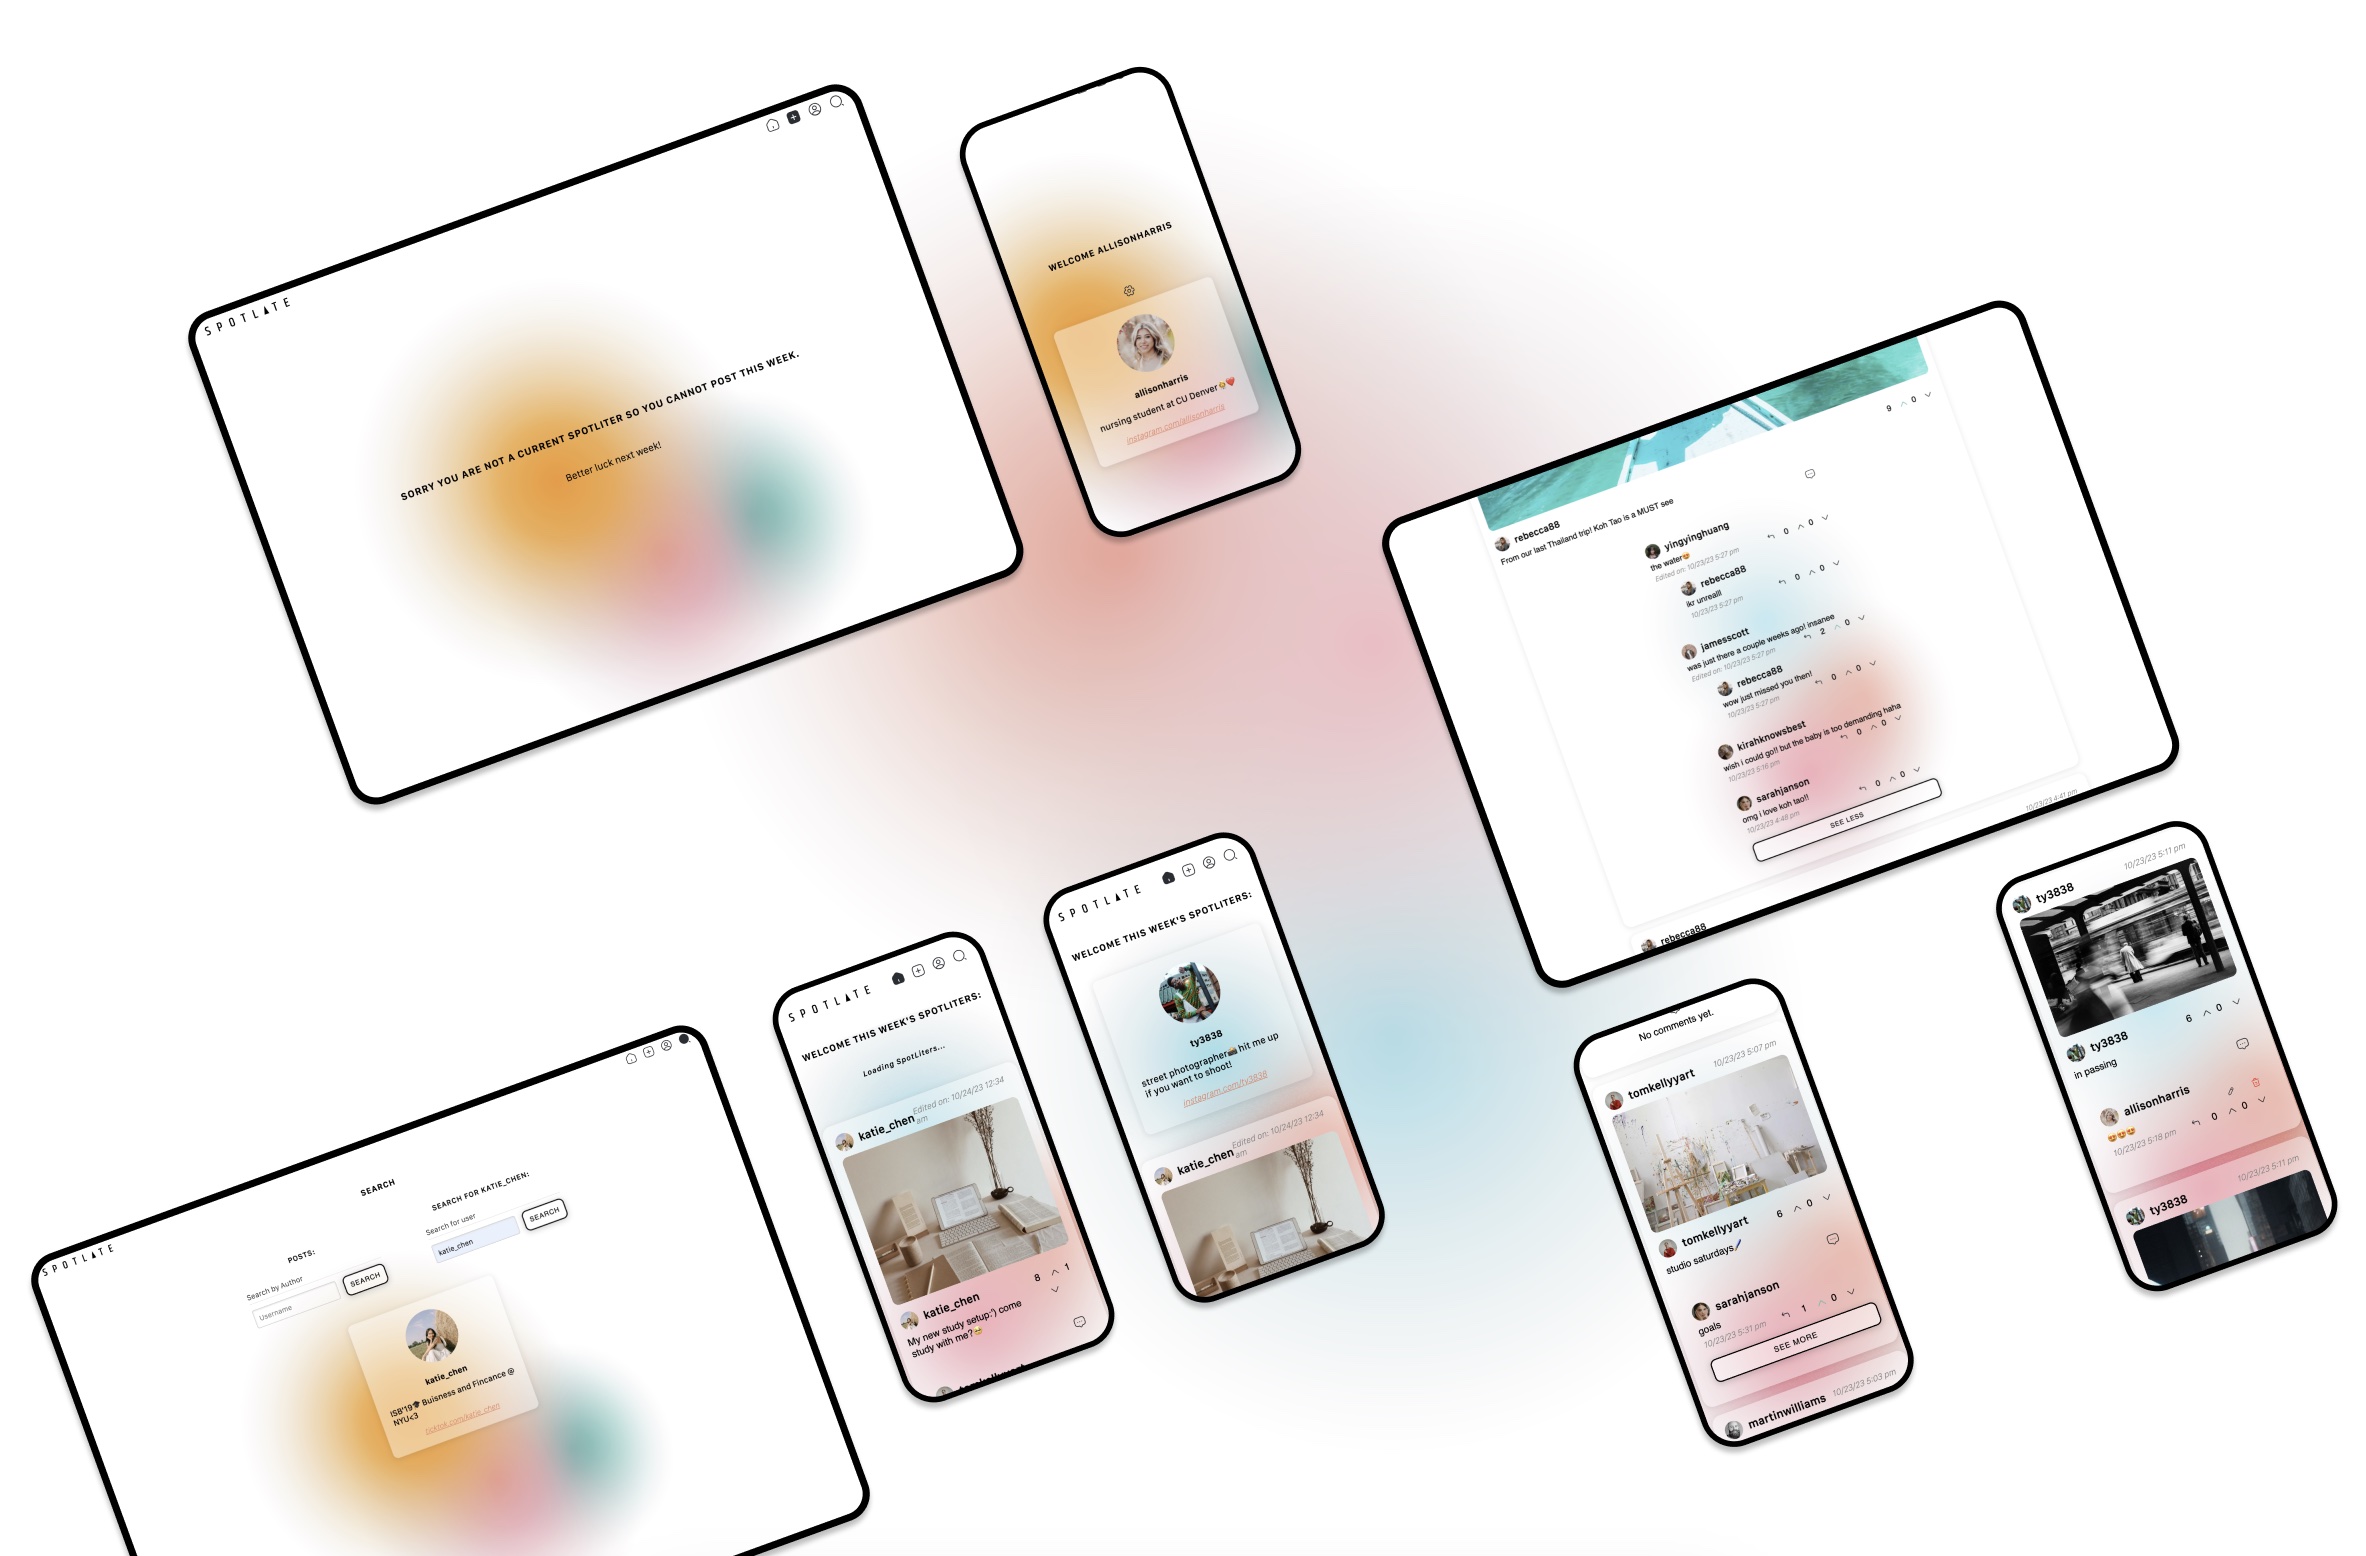 SPOTLATE
SORRY YOU ARE NOT A CURRENT SPOTLITER SO YOU CANNOT POST THIS WEEK.
Better luck next week!
WELCOME ALLISONHARRIS
allisonharris
nursing student at CU Denver
instagram.com/allisonharris
9 0
rebecca88
From our last Thailand trip! Koh Tao is a MUST see
yingyinghuang
the water😍
Edited on: 10/23/23 5:27 pm
0 0
rebecca88
ikr unreal!!
10/23/23 5:27 pm
0 0
jamesscott
was just there a couple weeks ago! insanee
Edited on: 10/23/23 5:27 pm
2 0
rebecca88
wow just missed you then!
10/23/23 5:27 pm
0 0
kirahknowsbest
wish i could go!! but the baby is too demanding haha
10/23/23 5:16 pm
0 0
sarahjanson
omg i love koh tao!!
10/23/23 4:48 pm
0 0
SEE LESS
10/23/23 4:41 pm
rebecca88
SPOTLATE
SEARCH
POSTS:
Search by Author
Username
SEARCH
SEARCH FOR KATIE_CHEN:
Search for user
katie_chen
SEARCH
katie_chen
ISB'19🎓 Buisness and Fincance @
NYU<3
ticktok.com/katie_chen
SPOTLATE
WELCOME THIS WEEK'S SPOTLITERS:
Loading SpotLiters...
katie_chen
Edited on: 10/24/23 12:34
am
8 1
katie_chen
My new study setup:') come
study with me?
SPOTLATE
WELCOME THIS WEEK'S SPOTLITERS:
ty3838
street photographer📷 hit me up
if you want to shoot!
instagram.com/ty3838
katie_chen
Edited on: 10/24/23 12:34
am
No comments yet.
tomkellyyart
10/23/23 5:07 pm
6 0
tomkellyyart
studio saturdays🖌️
sarahjanson
goals
10/23/23 5:31 pm
1 0
SEE MORE
martinwilliams
10/23/23 5:03 pm
ty3838
10/23/23 5:11 pm
6 0
ty3838
in passing
allisonharris
😍😍😍
10/23/23 5:18 pm
0 0
ty3838
10/23/23 5:11 pm